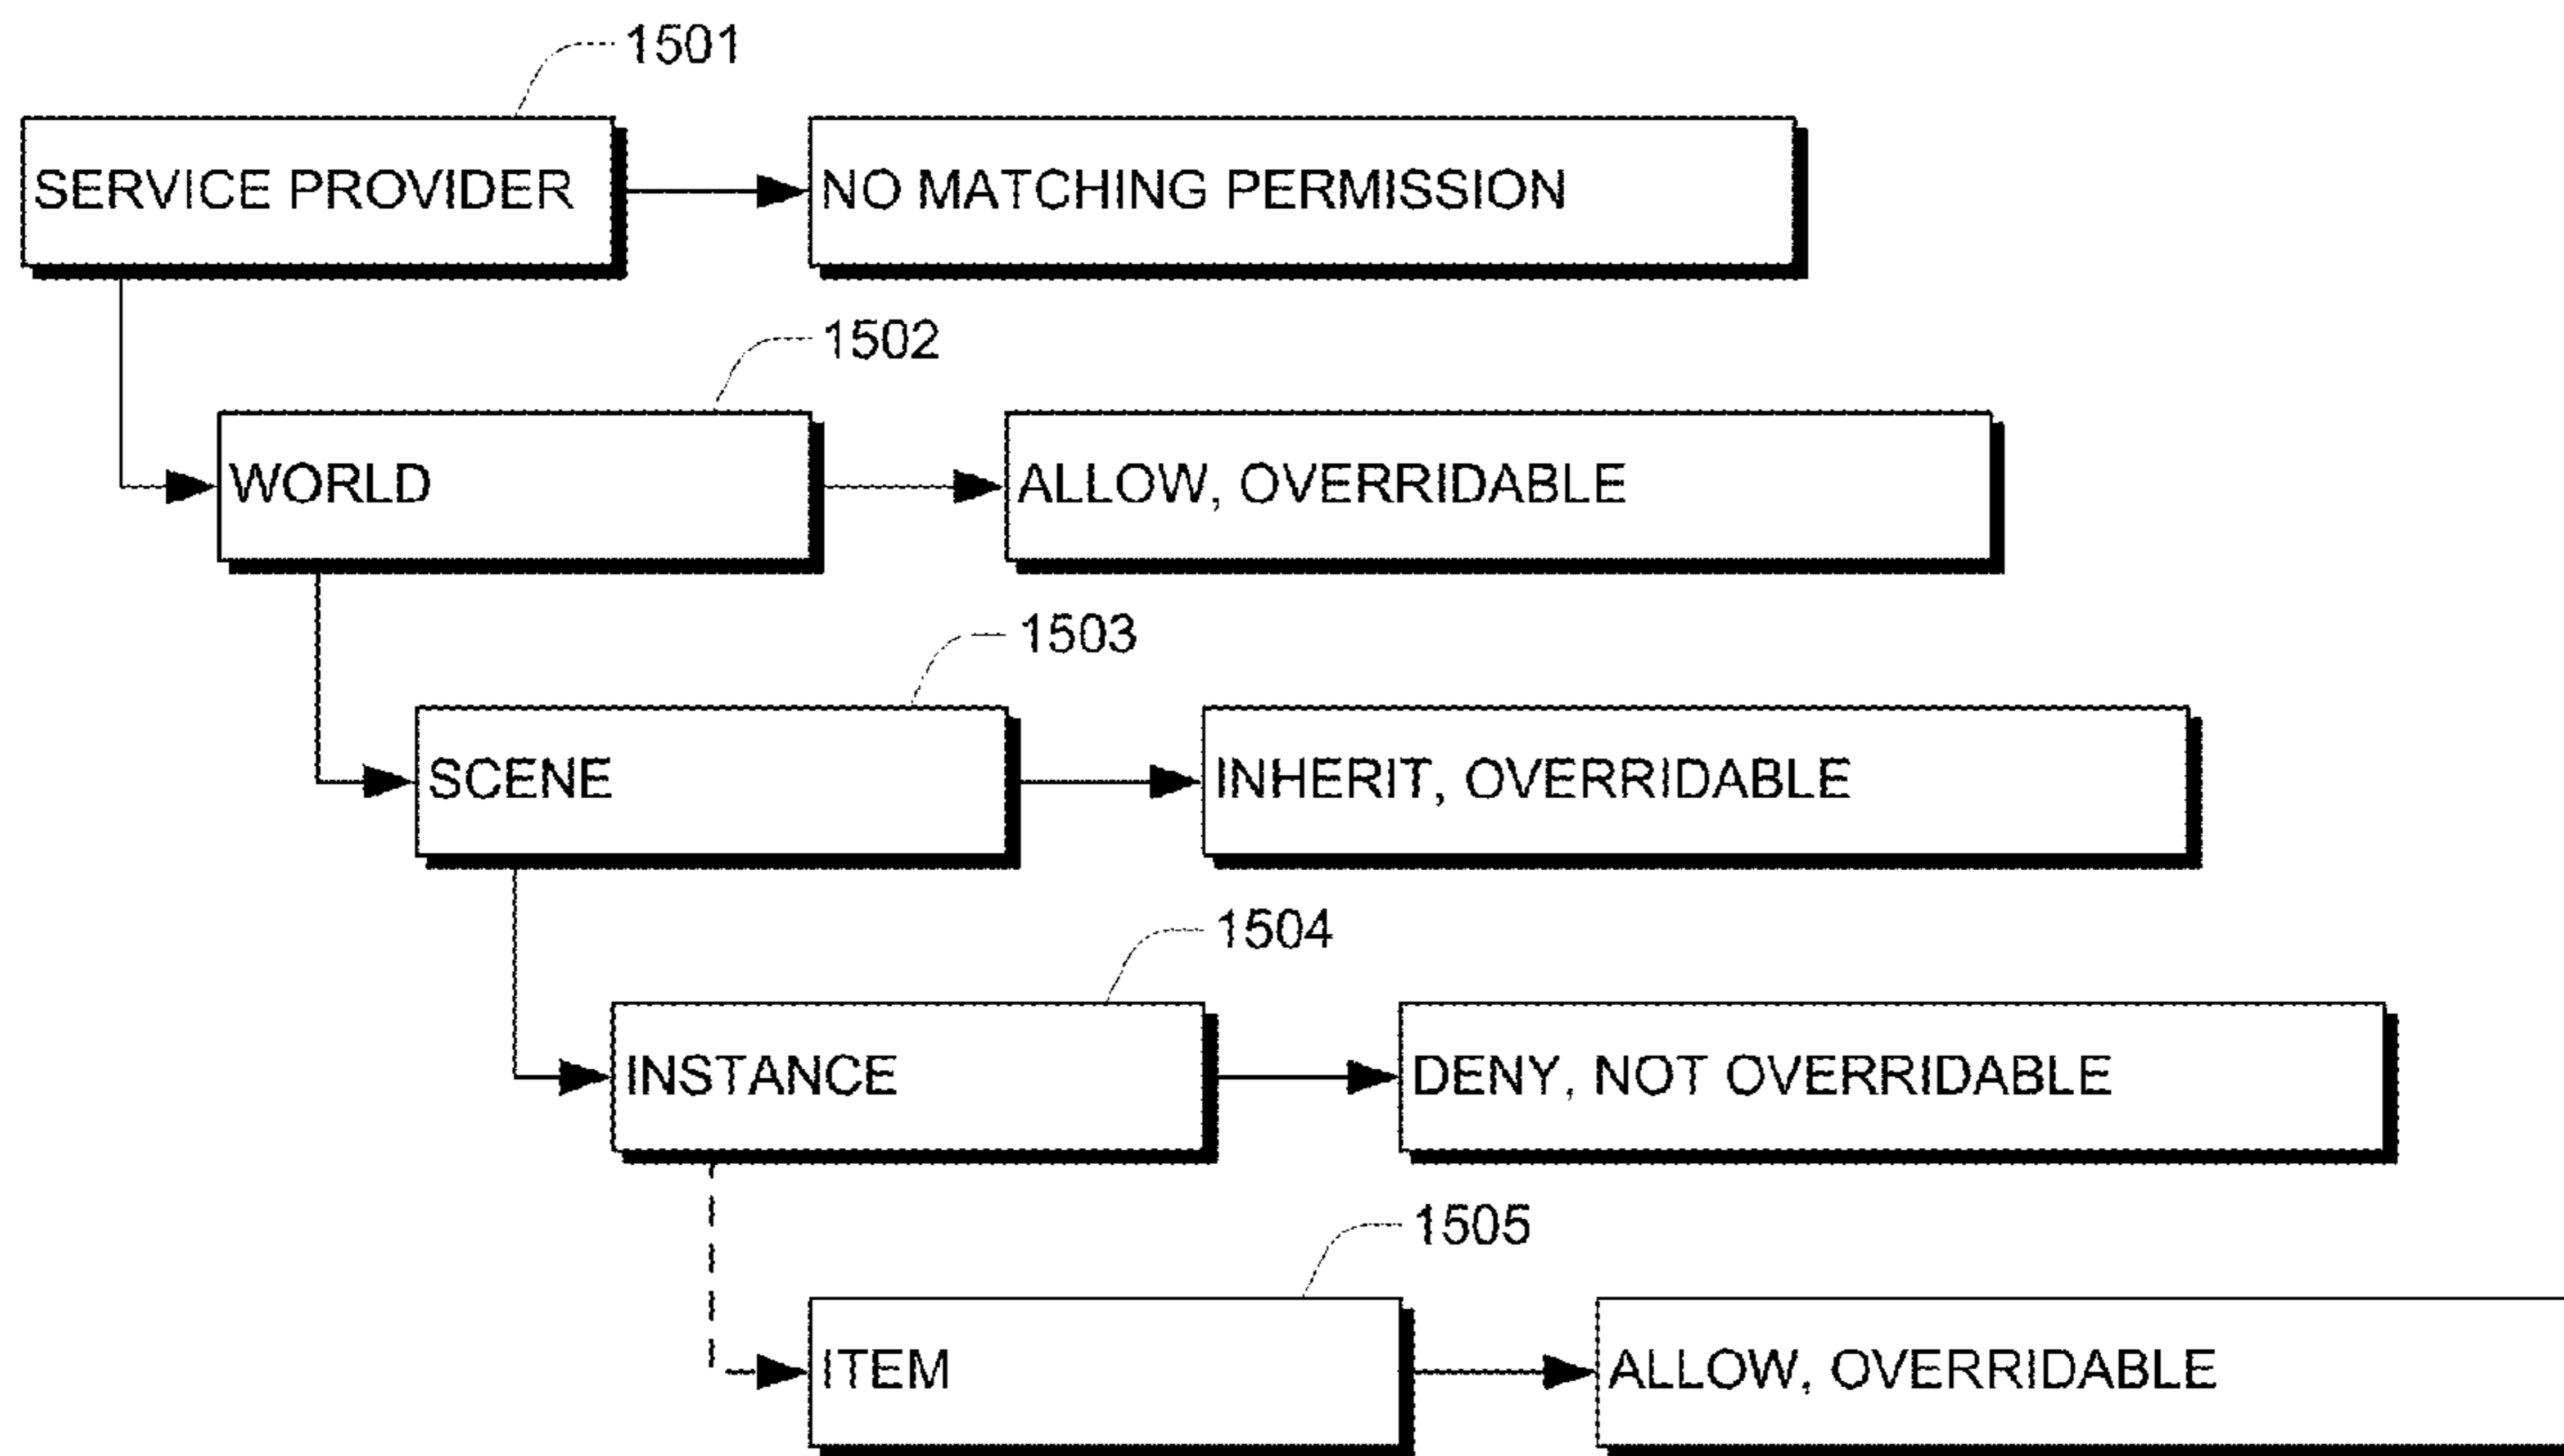 1501
SERVICE PROVIDER
NO MATCHING PERMISSION
1502
WORLD
ALLOW, OVERRIDABLE
1503
SCENE
INHERIT, OVERRIDABLE
1504
INSTANCE
DENY, NOT OVERRIDABLE
1505
ITEM
ALLOW, OVERRIDABLE